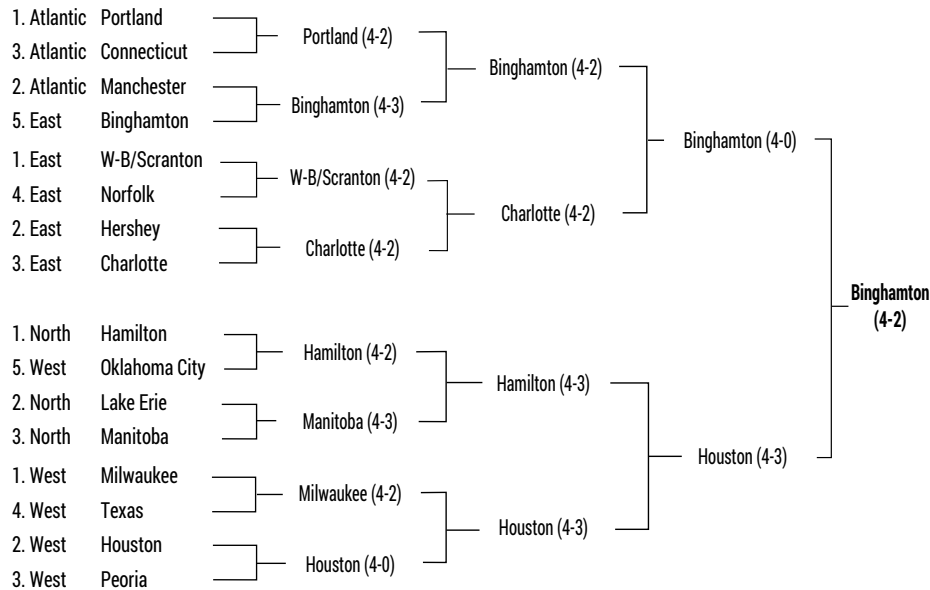 1. Atlantic Portland
3. Atlantic Connecticut
Portland (4-2)
2. Atlantic Manchester
5. East Binghamton
Binghamton (4-3)
Binghamton (4-2)
1. East W-B/Scranton
4. East Norfolk
W-B/Scranton (4-2)
2. East Hershey
3. East Charlotte
Charlotte (4-2)
Charlotte (4-2)
Binghamton (4-0)
1. North Hamilton
5. West Oklahoma City
Hamilton (4-2)
2. North Lake Erie
3. North Manitoba
Manitoba (4-3)
Hamilton (4-3)
1. West Milwaukee
4. West Texas
Milwaukee (4-2)
2. West Houston
3. West Peoria
Houston (4-0)
Houston (4-3)
Houston (4-3)
Binghamton
(4-2)